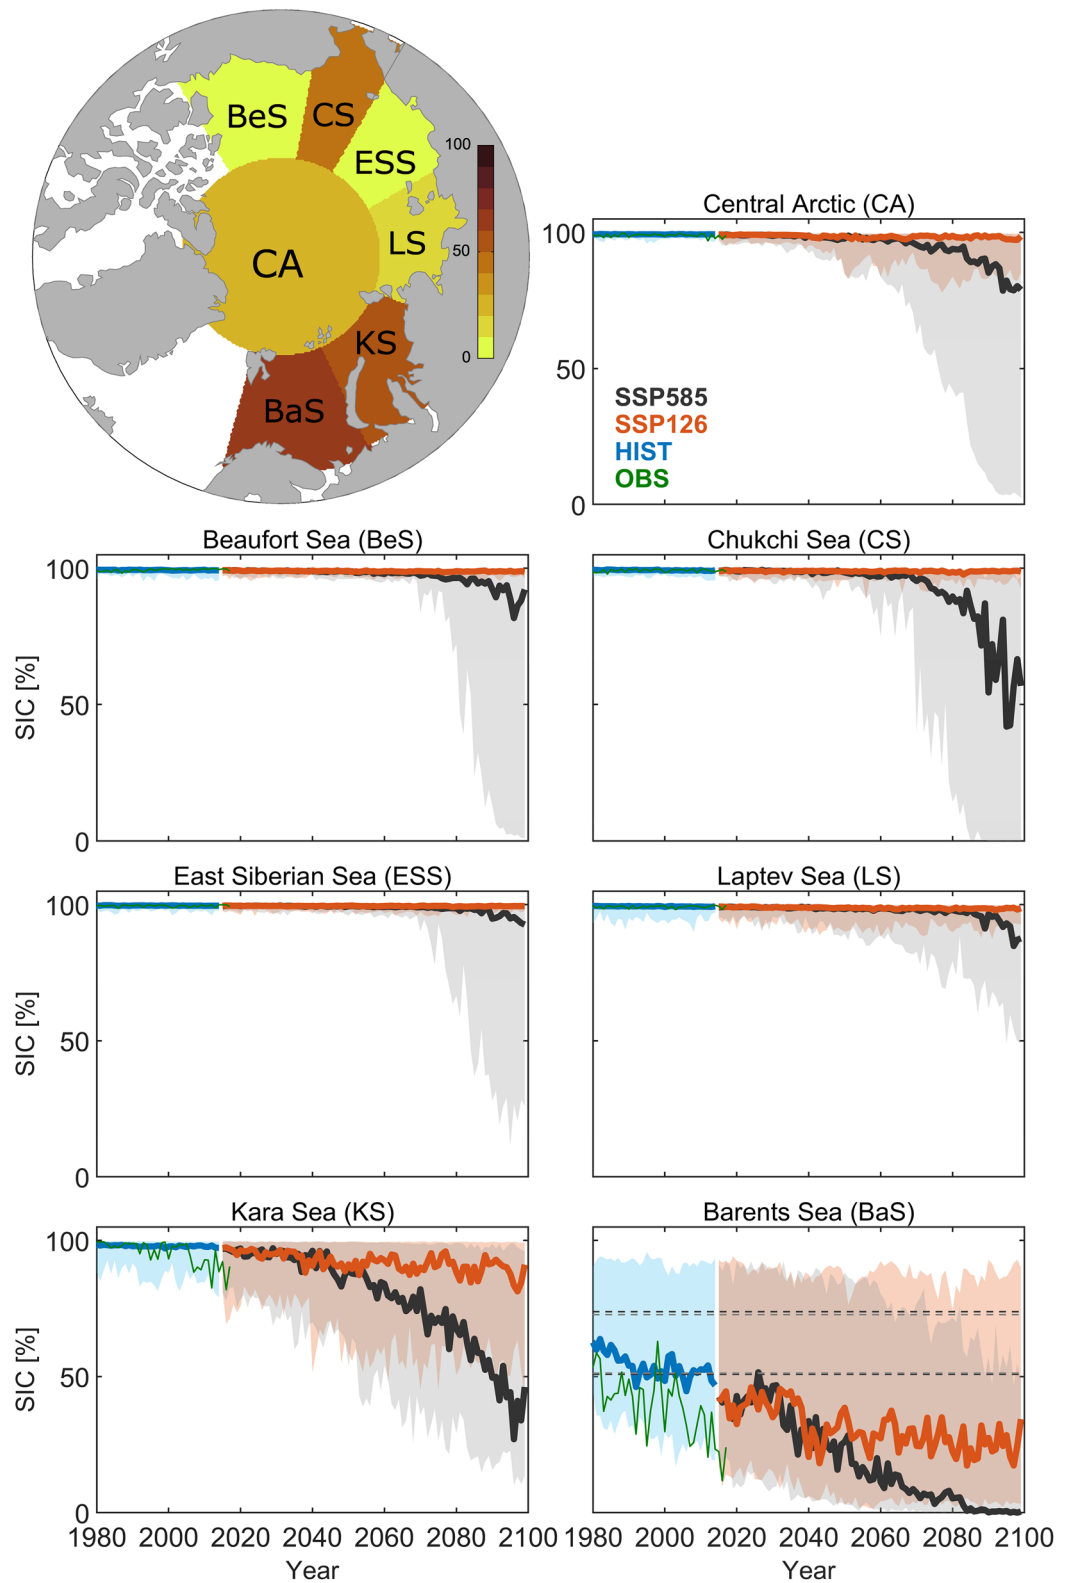 BeS
CS
ESS
LS
CA
KS
BaS
100
50
0
Central Arctic (CA)
100
50
0
SSP585
SSP126
HIST
OBS
Beaufort Sea (BeS)
100
50
0
SIC [%]
Chukchi Sea (CS)
East Siberian Sea (ESS)
100
50
0
SIC [%]
Laptev Sea (LS)
Kara Sea (KS)
100
50
0
SIC [%]
1980 2000 2020 2040 2060 2080 2100
Year
Barents Sea (BaS)
1980 2000 2020 2040 2060 2080 2100
Year